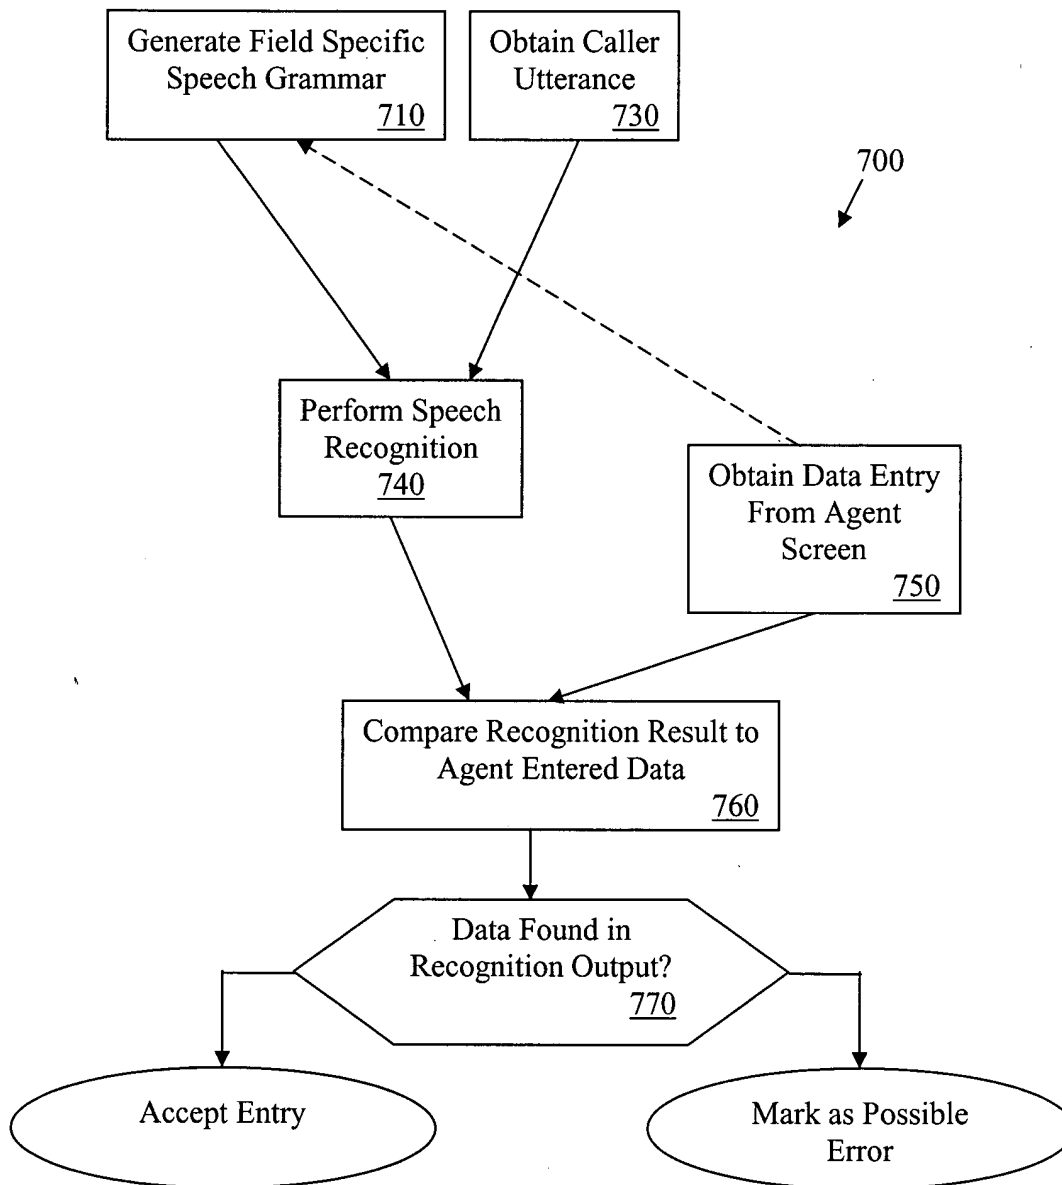 Generate Field Specific
Speech Grammar
710
Obtain Caller
Utterance
730
700
Perform Speech
Recognition
740
Obtain Data Entry
From Agent
Screen
750
Compare Recognition Result to
Agent Entered Data
760
Data Found in
Recognition Output?
770
Accept Entry
Mark as Possible
Error